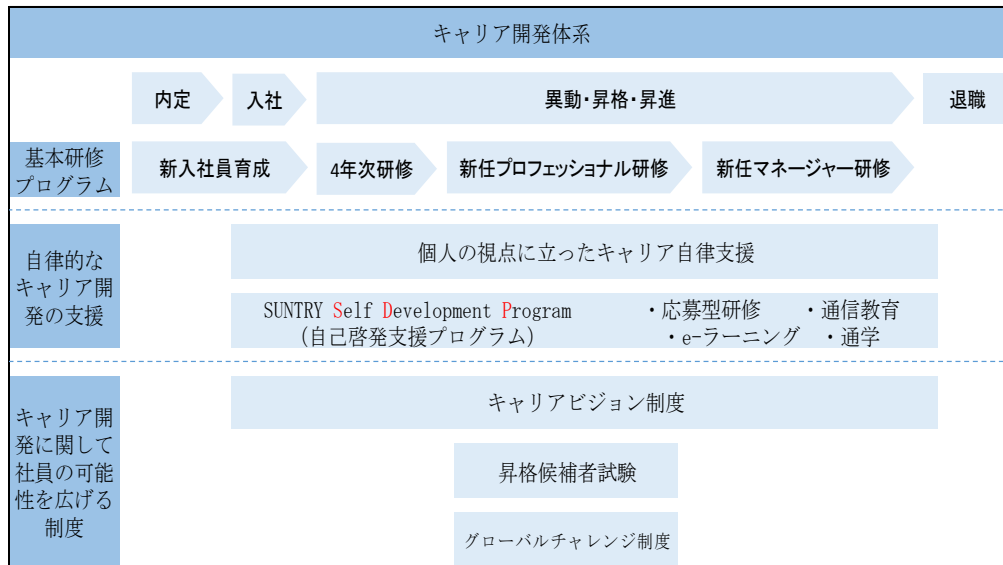 キャリア開発体系
内定
入社
異動・昇格・昇進
退職
基本研修
プログラム
新入社員育成
4年次研修
新任プロフェッショナル研修
新任マネージャー研修
自律的な
キャリア開
発の支援
個人の視点に立ったキャリア自律支援
SUNTRY Self Development Program
(自己啓発支援プログラム)
・応募型研修 ・通信教育
・e-ラーニング ・通学
キャリア開
発に関して
社員の可能
性を広げる
制度
キャリアビジョン制度
昇格候補者試験
グローバルチャレンジ制度